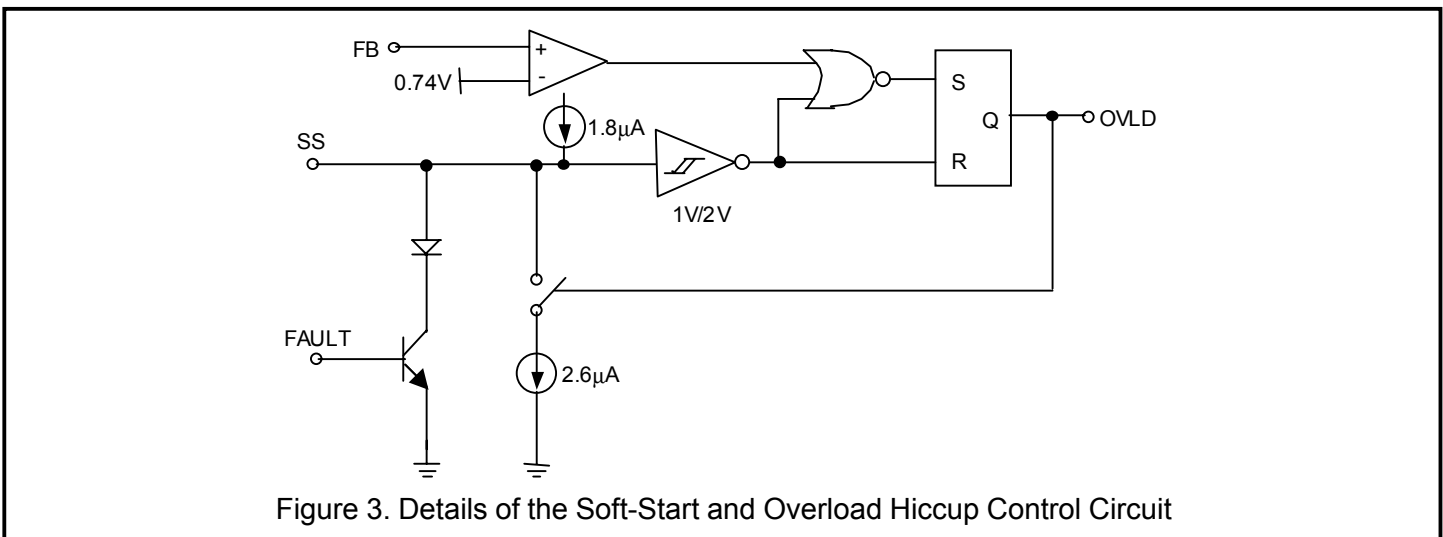 FB
+
0.74V
-
1.8µA
S
Q
OVLD
SS
R
1V/2V
FAULT
2.6µA
Figure 3. Details of the Soft-Start and Overload Hiccup Control Circuit